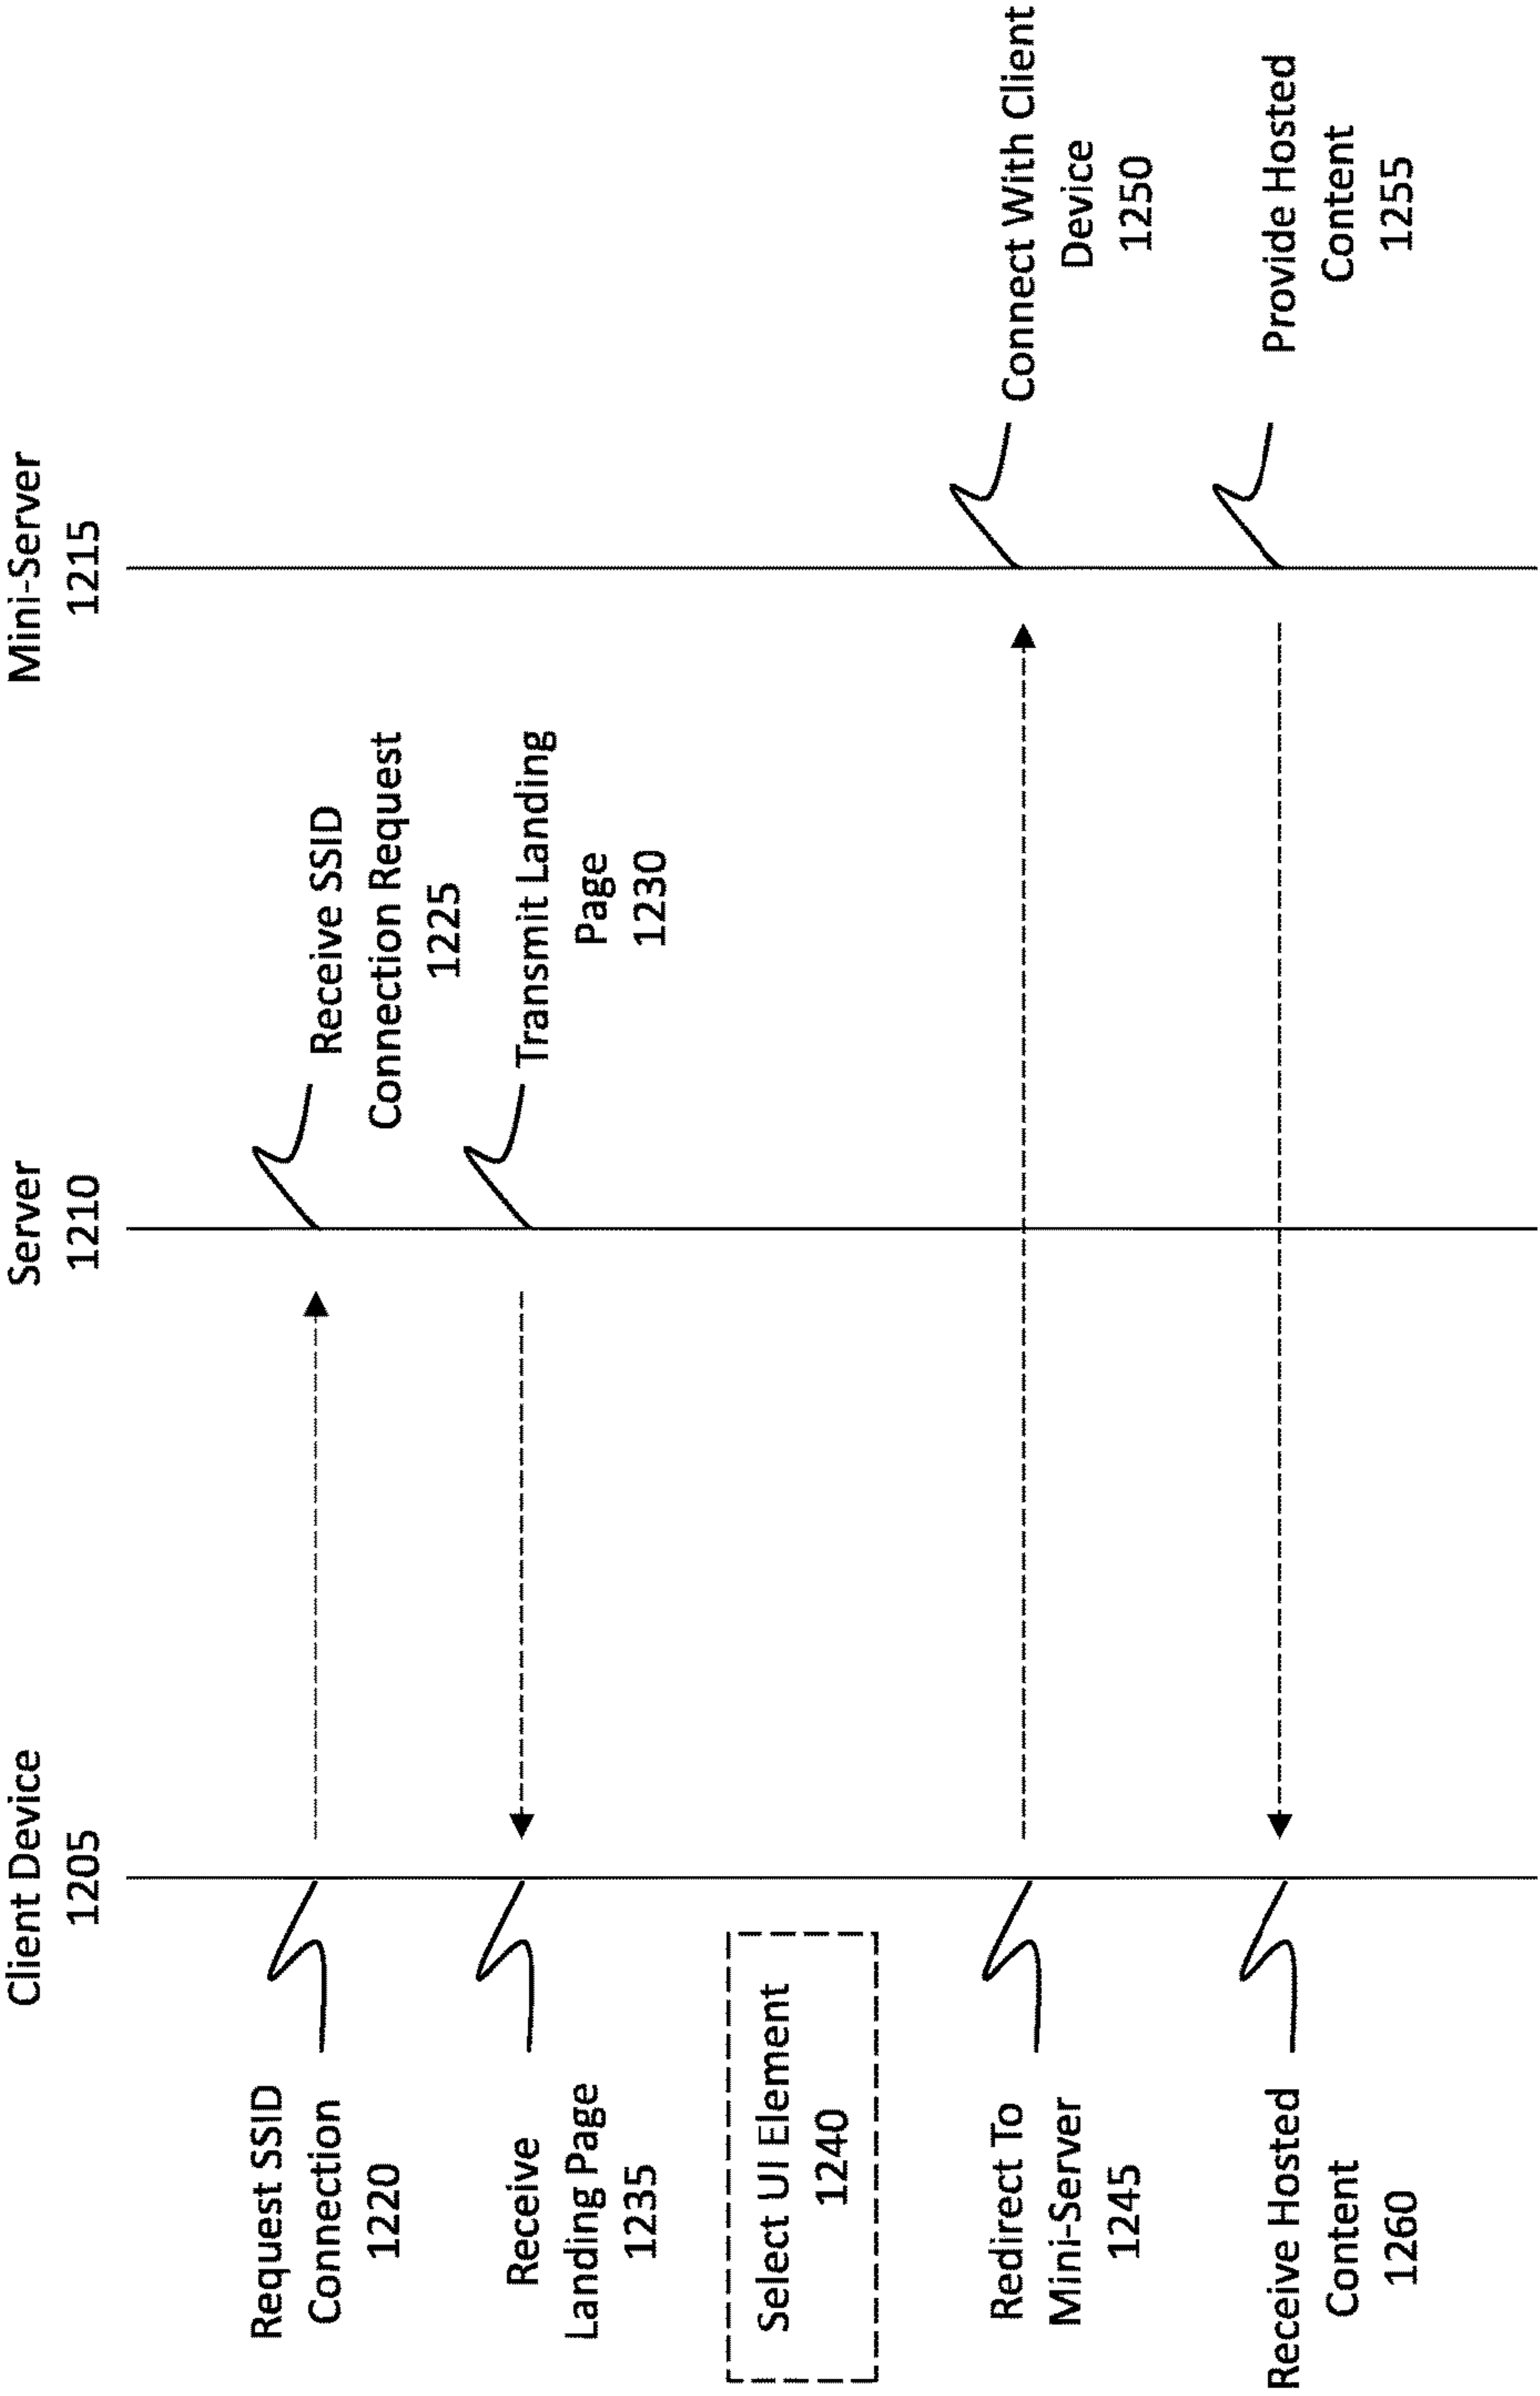 Client Device
1205
Server
1210
Mini-Server
1215
Request SSID
Connection
1220
Receive SSID
Connection Request
1225
Receive
Landing Page
1235
Transmit Landing
Page
1230
Select UI Element
1240
Redirect To
Mini-Server
1245
Connect With Client
Device
1250
Receive Hosted
Content
1260
Provide Hosted
Content
1255